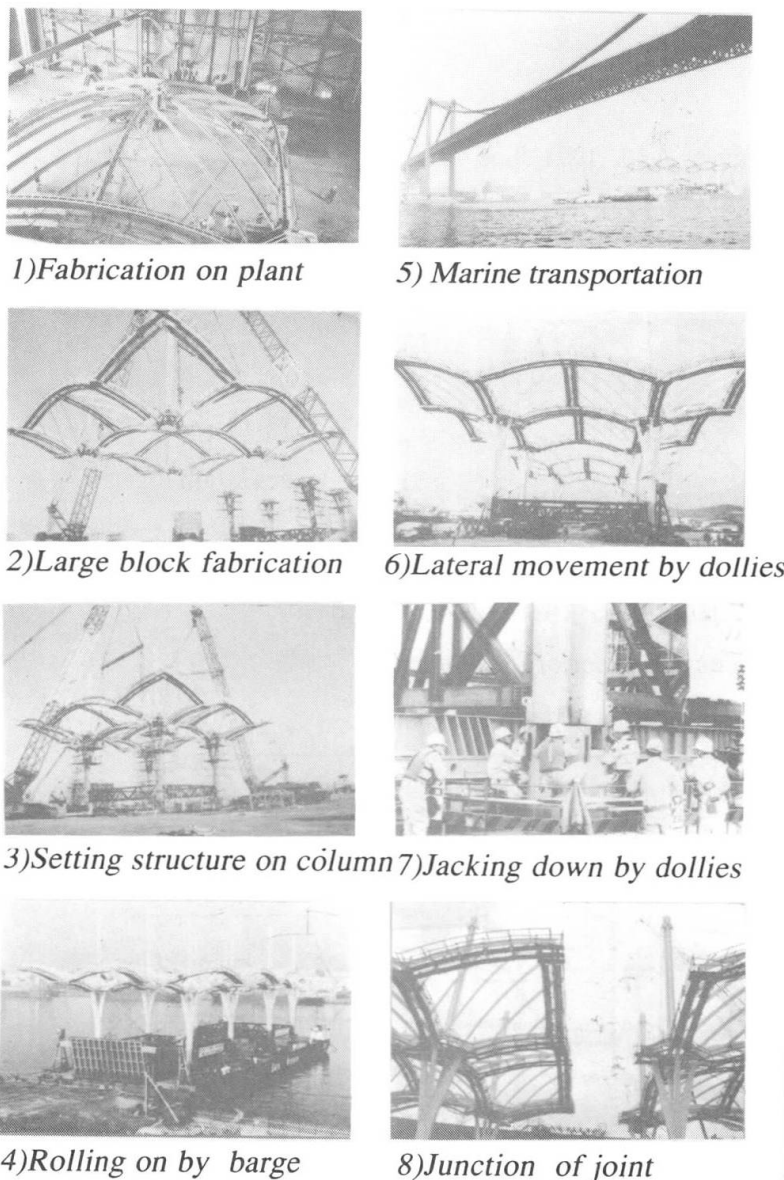 1)Fabrication on plant
2)Large block fabrication
3)Setting structure on column
4)Rolling on by barge
5) Marine transportation
6)Lateral movement by dollies
7)Jacking down by dollies
8)Junction of joint